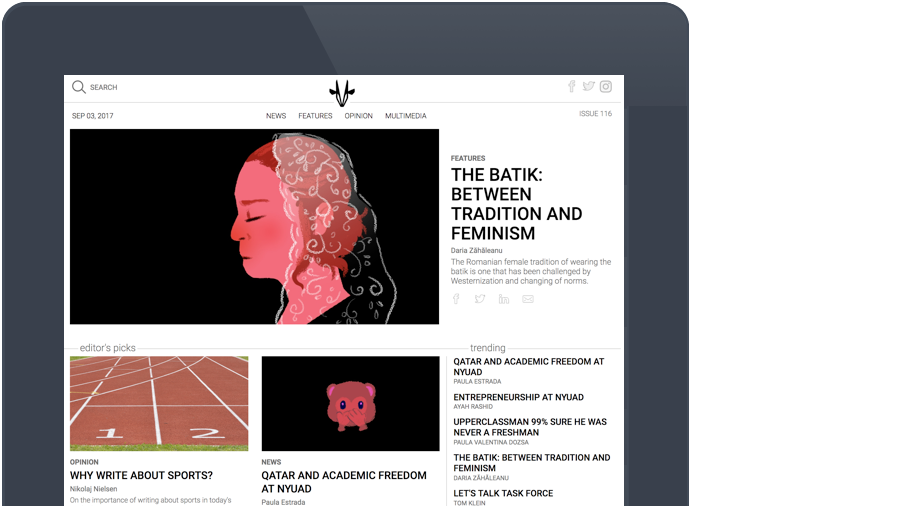 SEARCH
SEP 03, 2017
NEWS FEATURES OPINION MULTIMEDIA
ISSUE 116
FEATURES
THE BATIK:
BETWEEN
TRADITION AND
FEMINISM
Daria Zăhăleanu
The Romanian female tradition of wearing the
batik is one that has been challenged by
Westernization and changing of norms.
editor's picks
1 2
OPINION
WHY WRITE ABOUT SPORTS?
Nikolaj Nielsen
On the importance of writing about sports in today's
NEWS
QATAR AND ACADEMIC FREEDOM
AT NYUAD
Paula Estrada
trending
QATAR AND ACADEMIC FREEDOM AT
NYUAD
PAULA ESTRADA
ENTREPRENEURSHIP AT NYUAD
AYAH RASHID
UPPERCLASSMAN 99% SURE HE WAS
NEVER A FRESHMAN
PAULA VALENTINA DOZSA
THE BATIK: BETWEEN TRADITION AND
FEMINISM
DARIA ZĂHĂLEANU
LET'S TALK TASK FORCE
TOM KLEIN